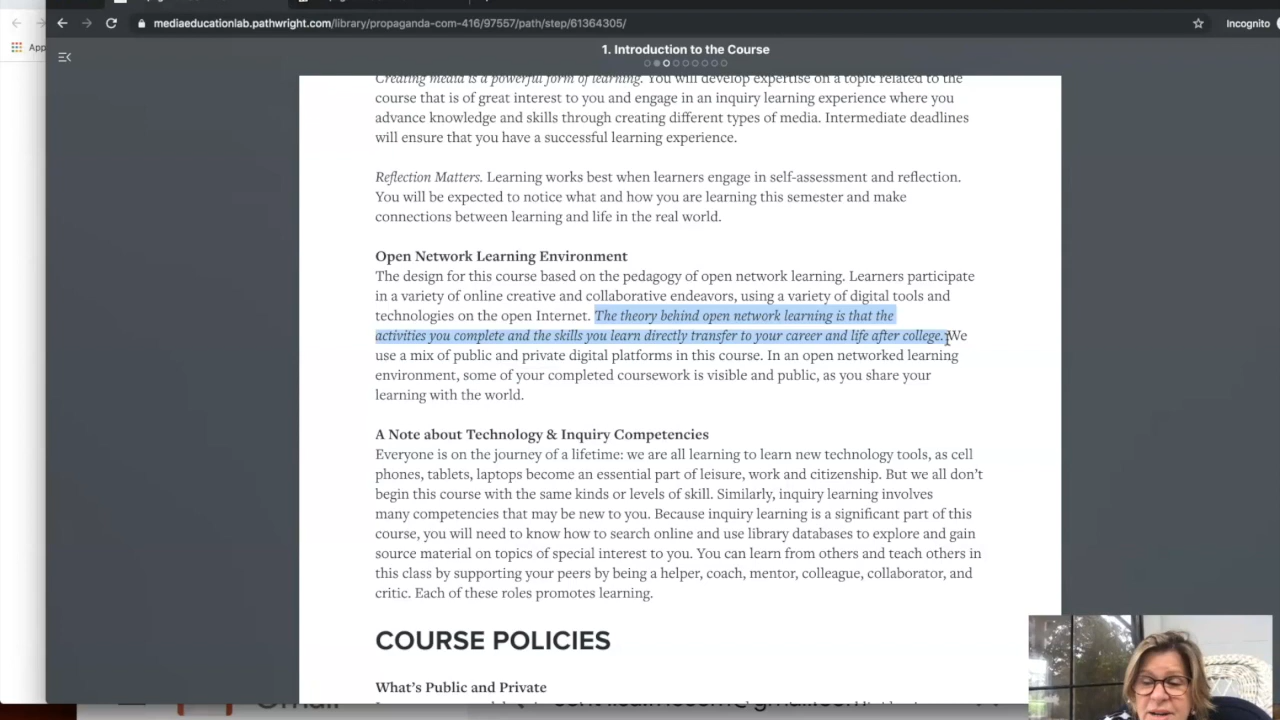 mediaeducationlab.pathwright.com/library/propaganda-com-416/97557/path/step/61364305/
Incognito
App
1. Introduction to the Course
Creating media is a powerful form of learning. You will develop expertise on a topic related to the
course that is of great interest to you and engage in an inquiry learning experience where you
advance knowledge and skills through creating different types of media. Intermediate deadlines
will ensure that you have a successful learning experience.
Reflection Matters. Learning works best when learners engage in self-assessment and reflection.
You will be expected to notice what and how you are learning this semester and make
connections between learning and life in the real world.
Open Network Learning Environment
The design for this course based on the pedagogy of open network learning. Learners participate
in a variety of online creative and collaborative endeavors, using a variety of digital tools and
technologies on the open Internet. The theory behind open network learning is that the
activities you complete and the skills you learn directly transfer to your career and life after college. We
use a mix of public and private digital platforms in this course. In an open networked learning
environment, some of your completed coursework is visible and public, as you share your
learning with the world.
A Note about Technology & Inquiry Competencies
Everyone is on the journey of a lifetime: we are all learning to learn new technology tools, as cell
phones, tablets, laptops become an essential part of leisure, work and citizenship. But we all don't
begin this course with the same kinds or levels of skill. Similarly, inquiry learning involves
many competencies that may be new to you. Because inquiry learning is a significant part of this
course, you will need to know how to search online and use library databases to explore and gain
source material on topics of special interest to you. You can learn from others and teach others in
this class by supporting your peers by being a helper, coach, mentor, colleague, collaborator, and
critic. Each of these roles promotes learning.
COURSE POLICIES
What's Public and Private